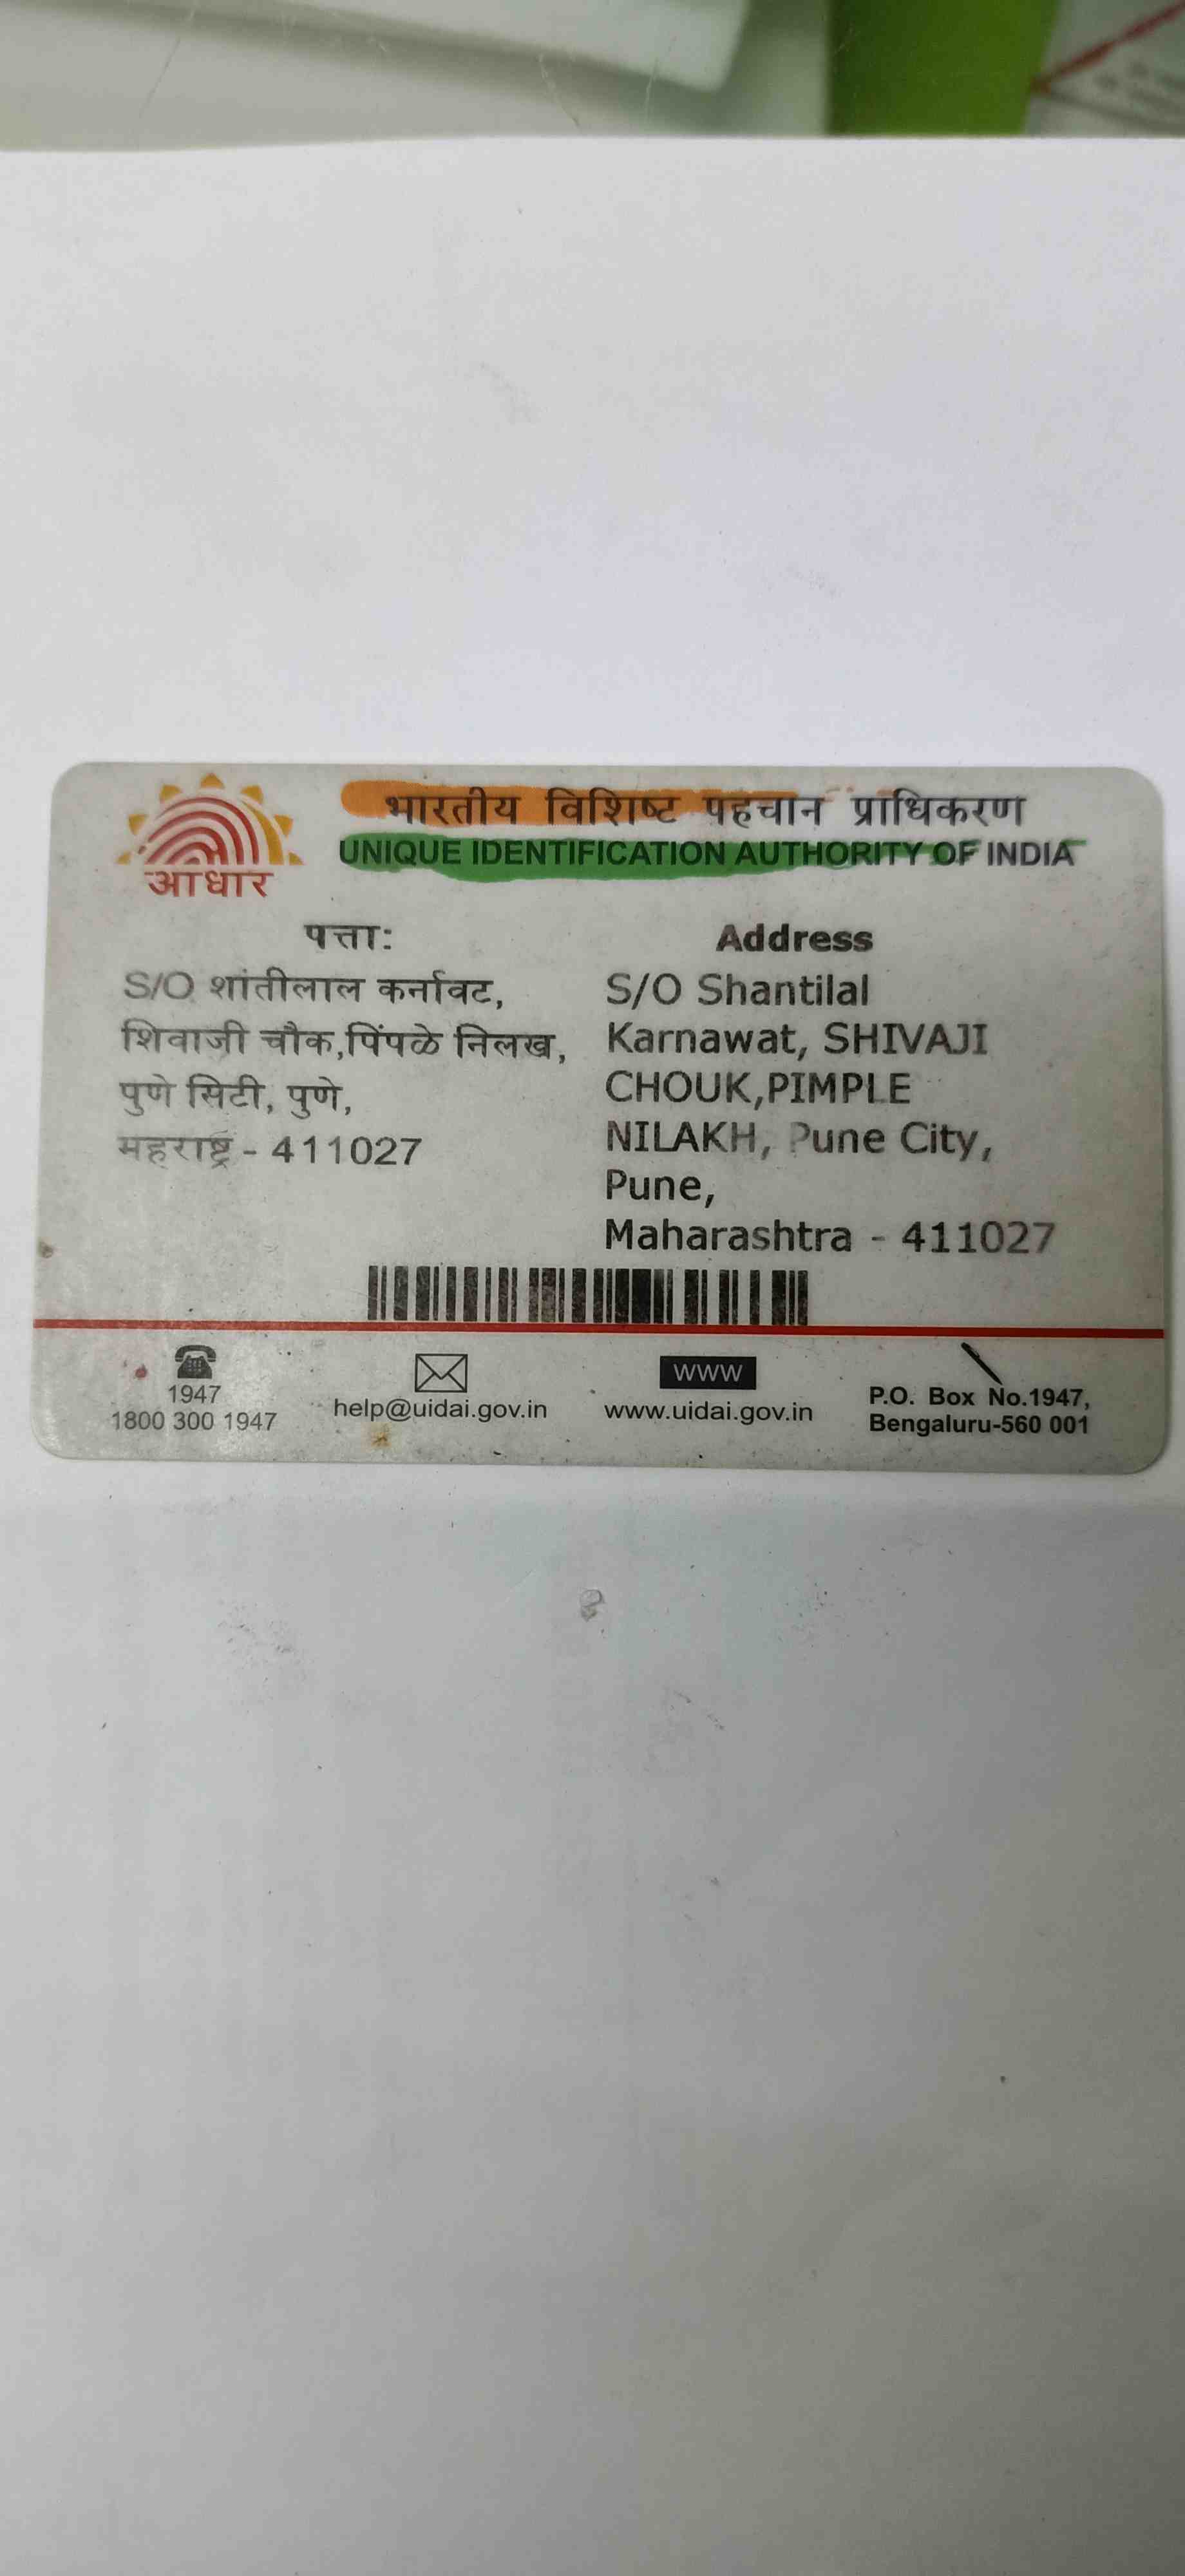 भारतीय विशिष्ट पहचान प्राधिकरण
UNIQUE IDENTIFICATION AUTHORITY OF INDIA
आधार
पत्ता:
S/O शांतीलाल कर्नावट,
शिवाजी चौक,पिंपळे निलख,
पुणे सिटी, पुणे,
महराष्ट्र - 411027
Address
S/O Shantilal
Karnawat, SHIVAJI
CHOUK,PIMPLE
NILAKH, Pune City,
Pune,
Maharashtra - 411027
1947
1800 300 1947
help@uidai.gov.in
WWW
www.uidai.gov.in
P.O. Box No.1947,
Bengaluru-560 001